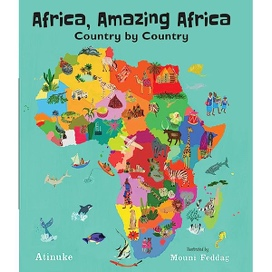 Africa, Amazing Africa
Country by Country
Atinuke
Illustrated by
Mouni Feddag